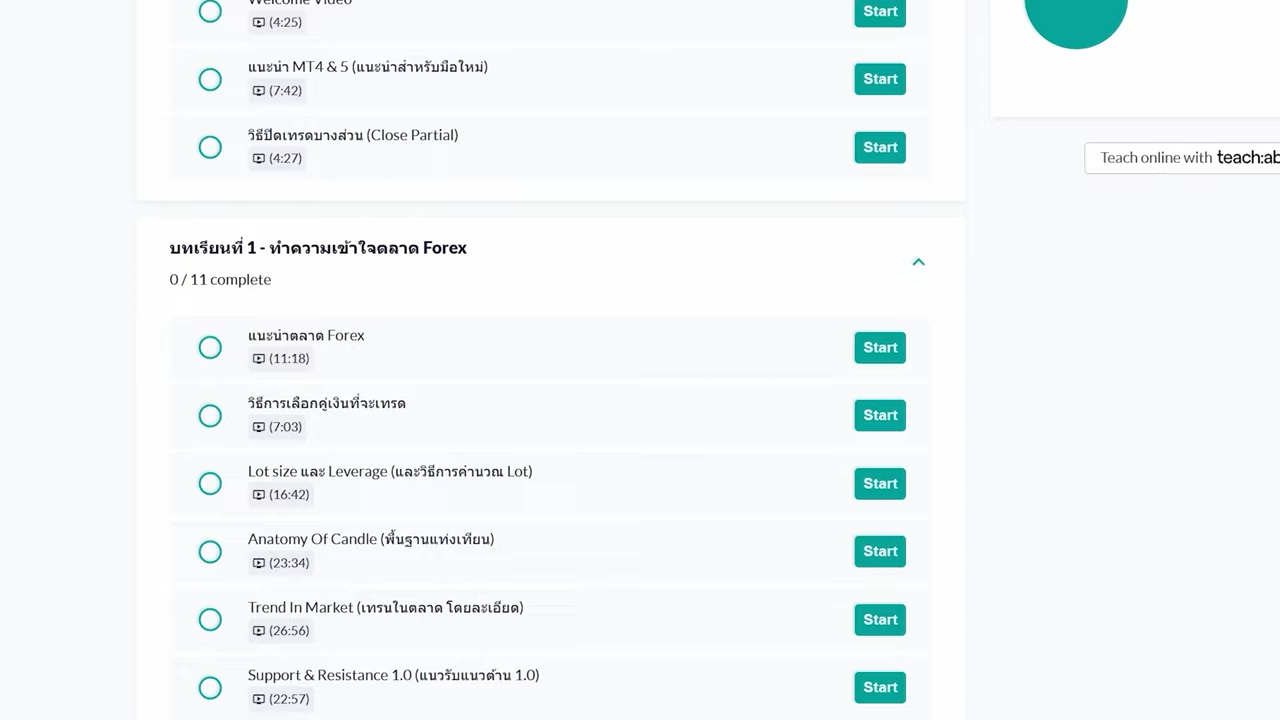 Welcome Video
(4:25)
Start
แนะนำ MT4 & 5 (แนะนำสำหรับมือใหม่)
(7:42)
Start
วิธีปิดเทรดบางส่วน (Close Partial)
(4:27)
Start
Teach online with teach:ab
บทเรียนที่ 1 - ทำความเข้าใจตลาด Forex
0 / 11 complete
แนะนำตลาด Forex
(11:18)
Start
วิธีการเลือกคู่เงินที่จะเทรด
(7:03)
Start
Lot size และ Leverage (และวิธีการคำนวณ Lot)
(16:42)
Start
Anatomy Of Candle (พื้นฐานแท่งเทียน)
(23:34)
Start
Trend In Market (เทรนในตลาด โดยละเอียด)
(26:56)
Start
Support & Resistance 1.0 (แนวรับแนวต้าน 1.0)
(22:57)
Start